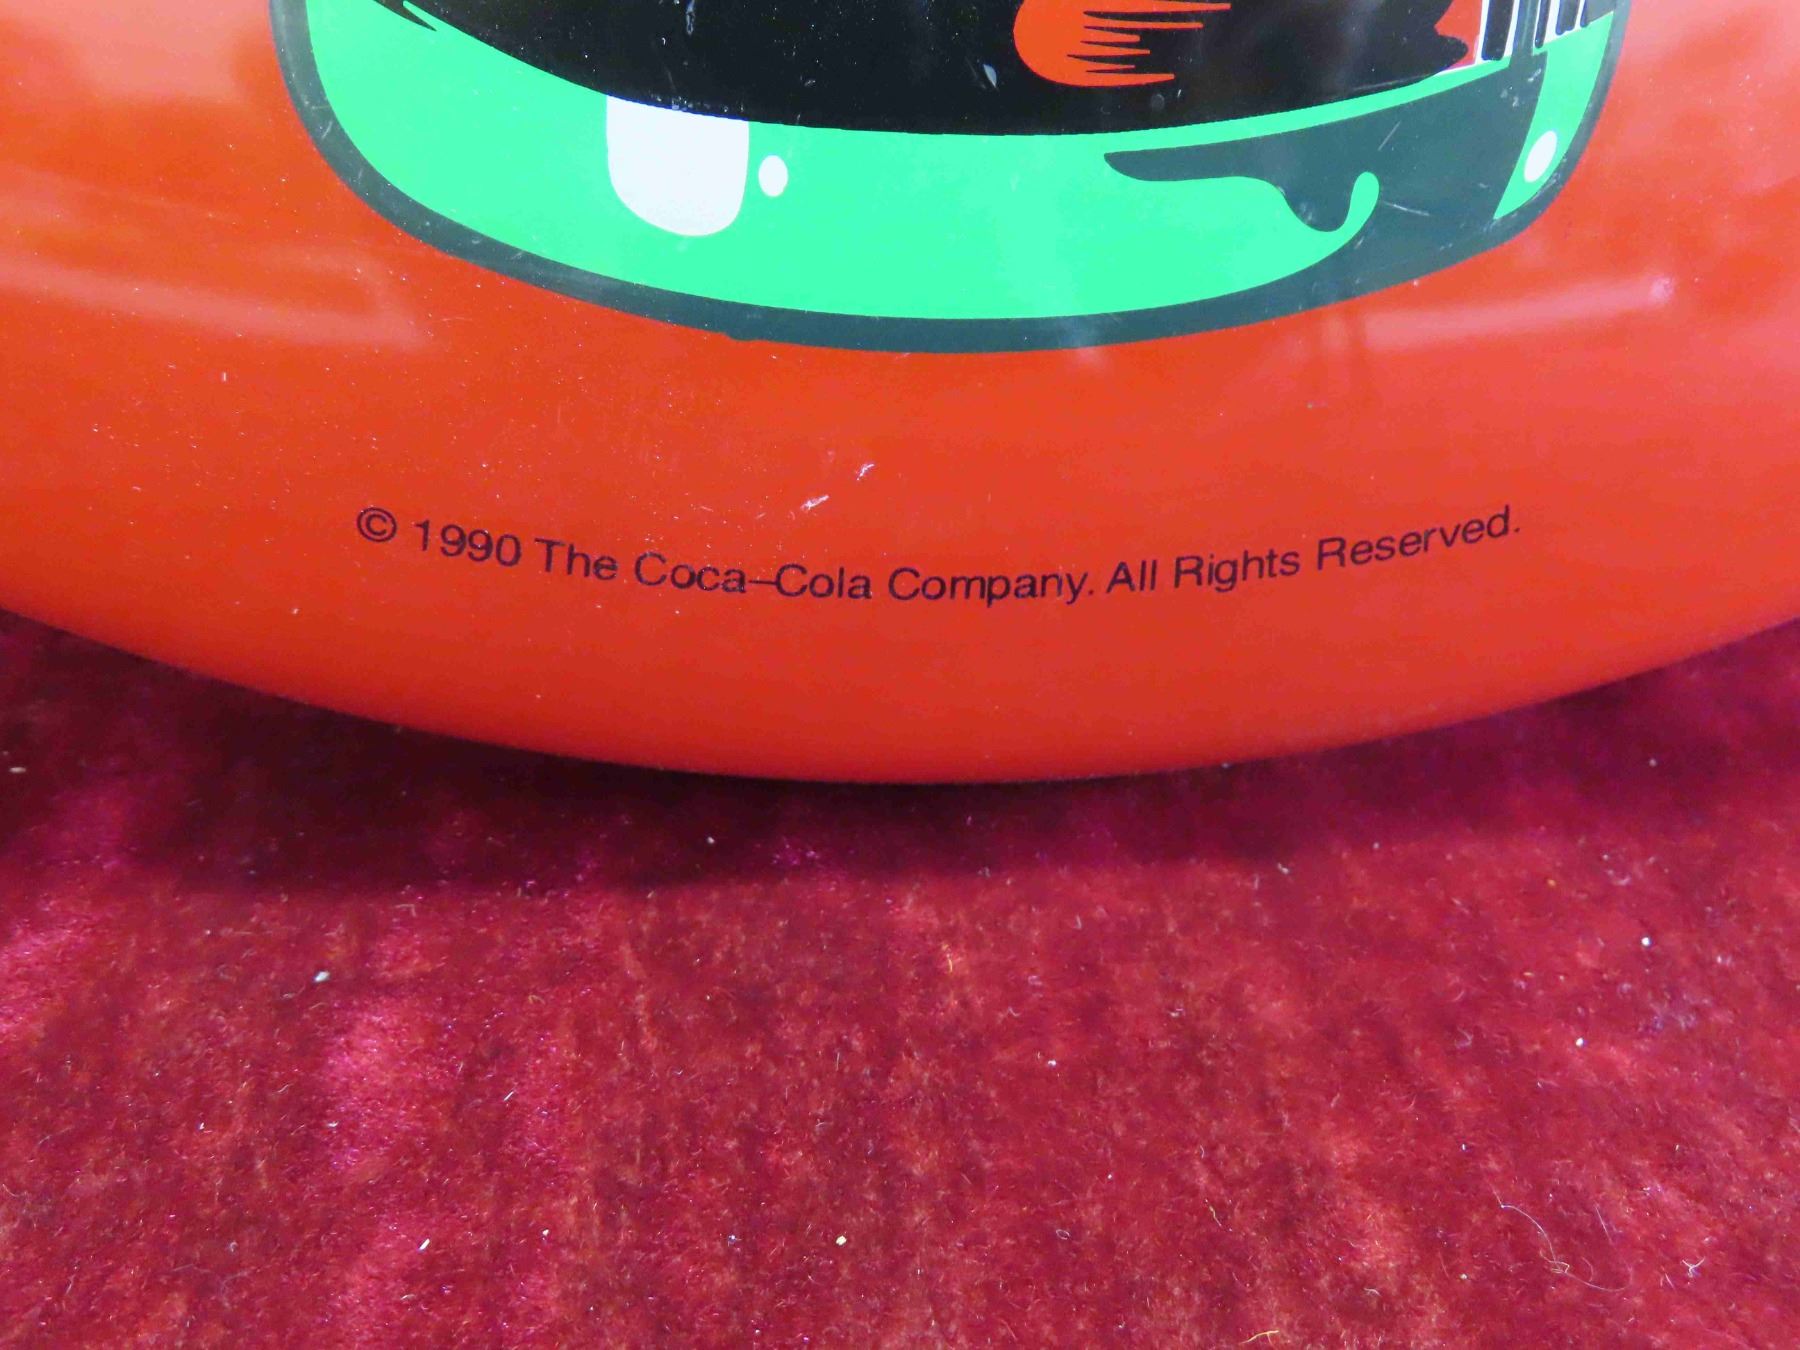 © 1990 The Coca-Cola Company. All Rights Reserved.